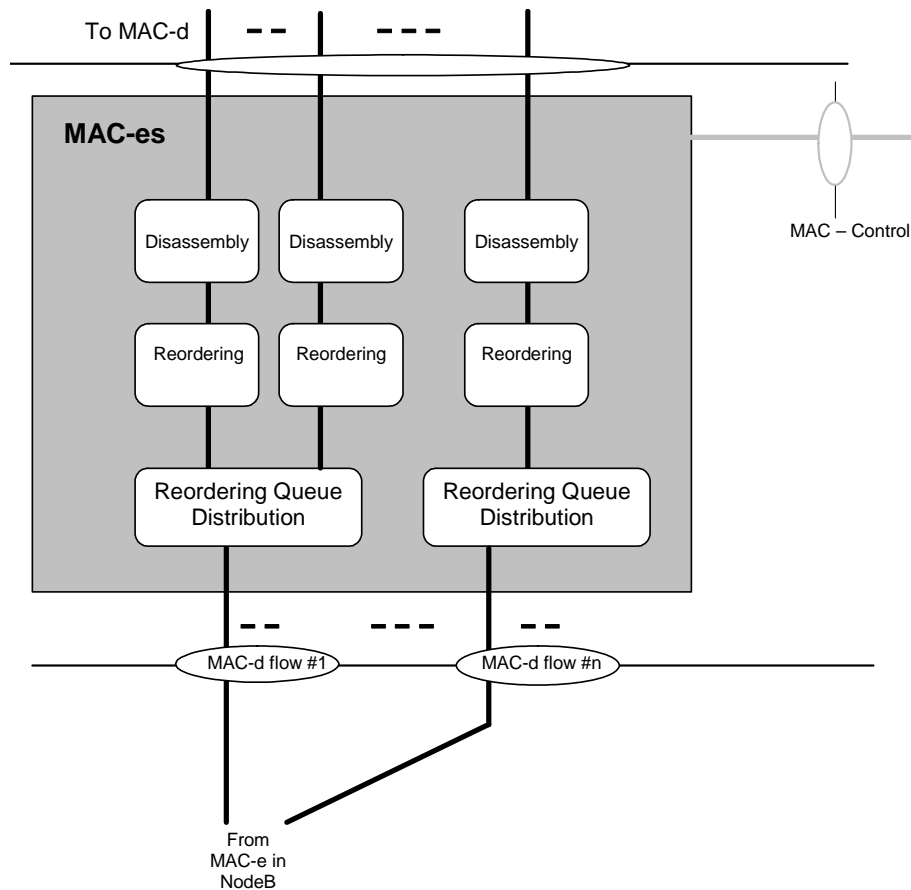 To MAC-d
MAC-es
MAC – Control
Disassembly
Disassembly
Disassembly
Reordering
Reordering
Reordering
Reordering Queue
Distribution
Reordering Queue
Distribution
MAC-d flow #1
MAC-d flow #n
From
MAC-e in
NodeB